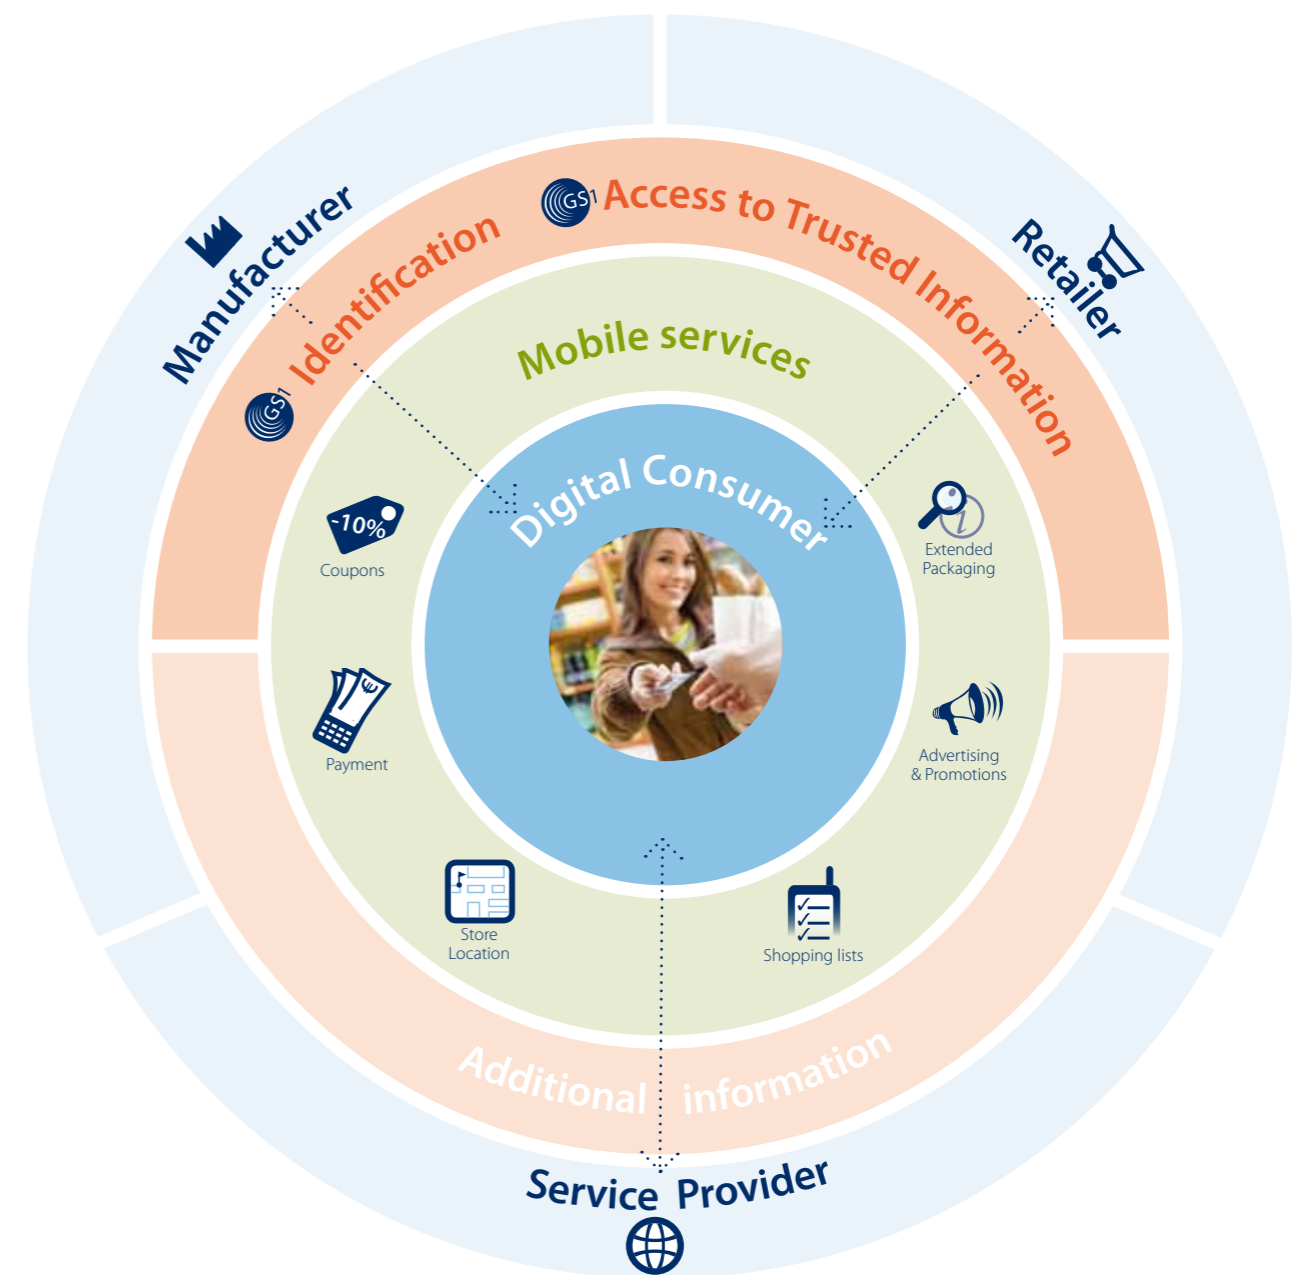 Manufacturer
Retailer
GS1 Identification
GS1 Access to Trusted Information
Mobile services
Digital Consumer
-10%
Coupons
i
Extended
Packaging
€
Payment
Advertising
& Promotions
Store
Location
Shopping lists
Additional information
Service Provider